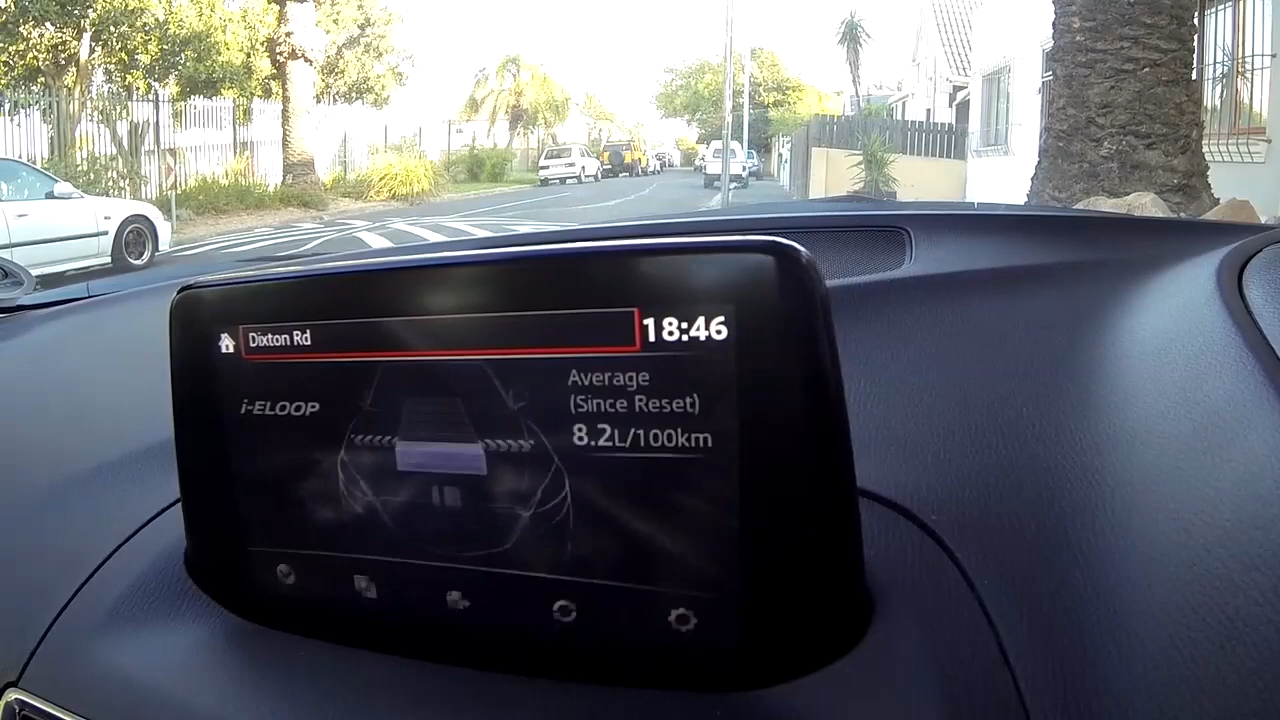 Dixton Rd
18:46
i-ELOOP
Average
(Since Reset)
8.2L/100km